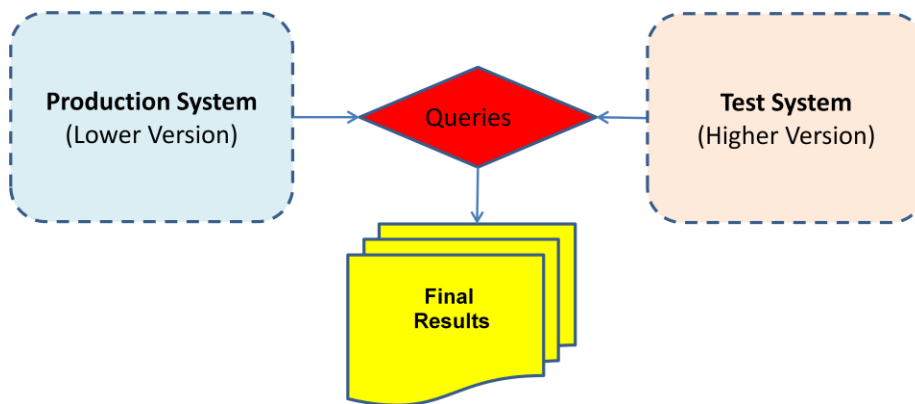 Production System
(Lower Version)
Queries
Test System
(Higher Version)
Final
Results